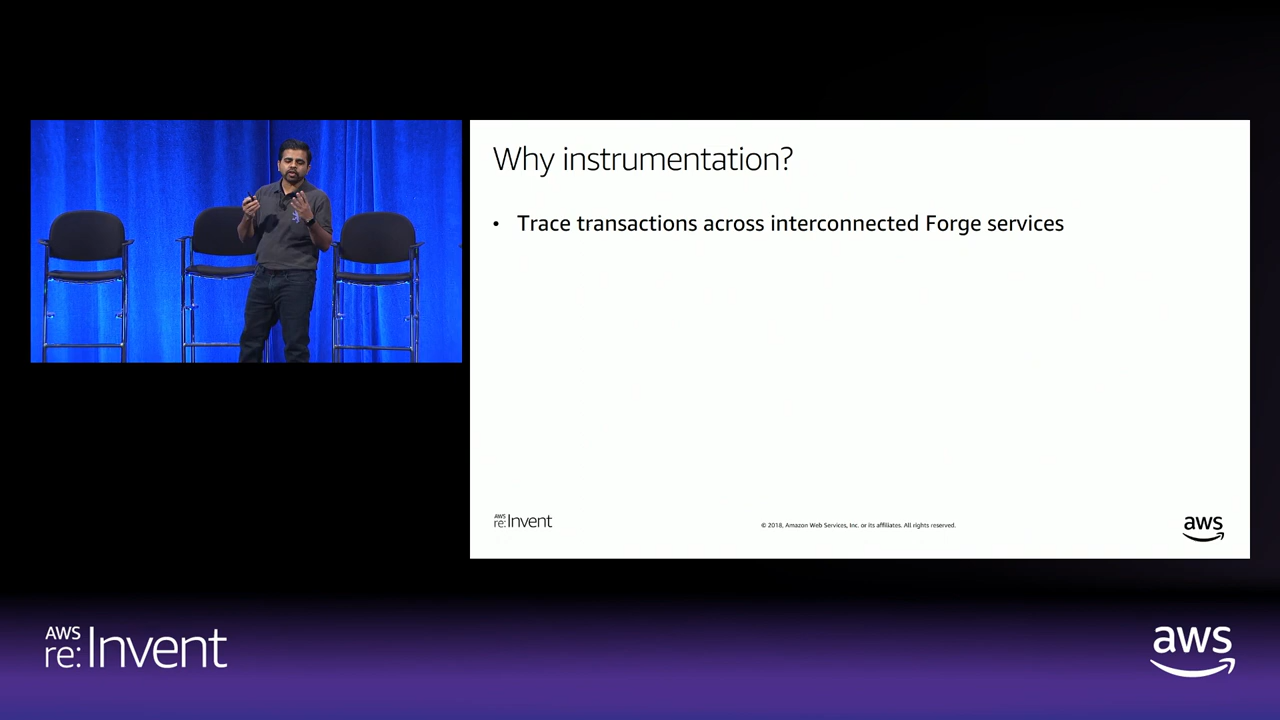 Why instrumentation?
• Trace transactions across interconnected Forge services
AWS
re:Invent
© 2018, Amazon Web Services, Inc. or its affiliates. All rights reserved.
aws
AWS
re:Invent
aws